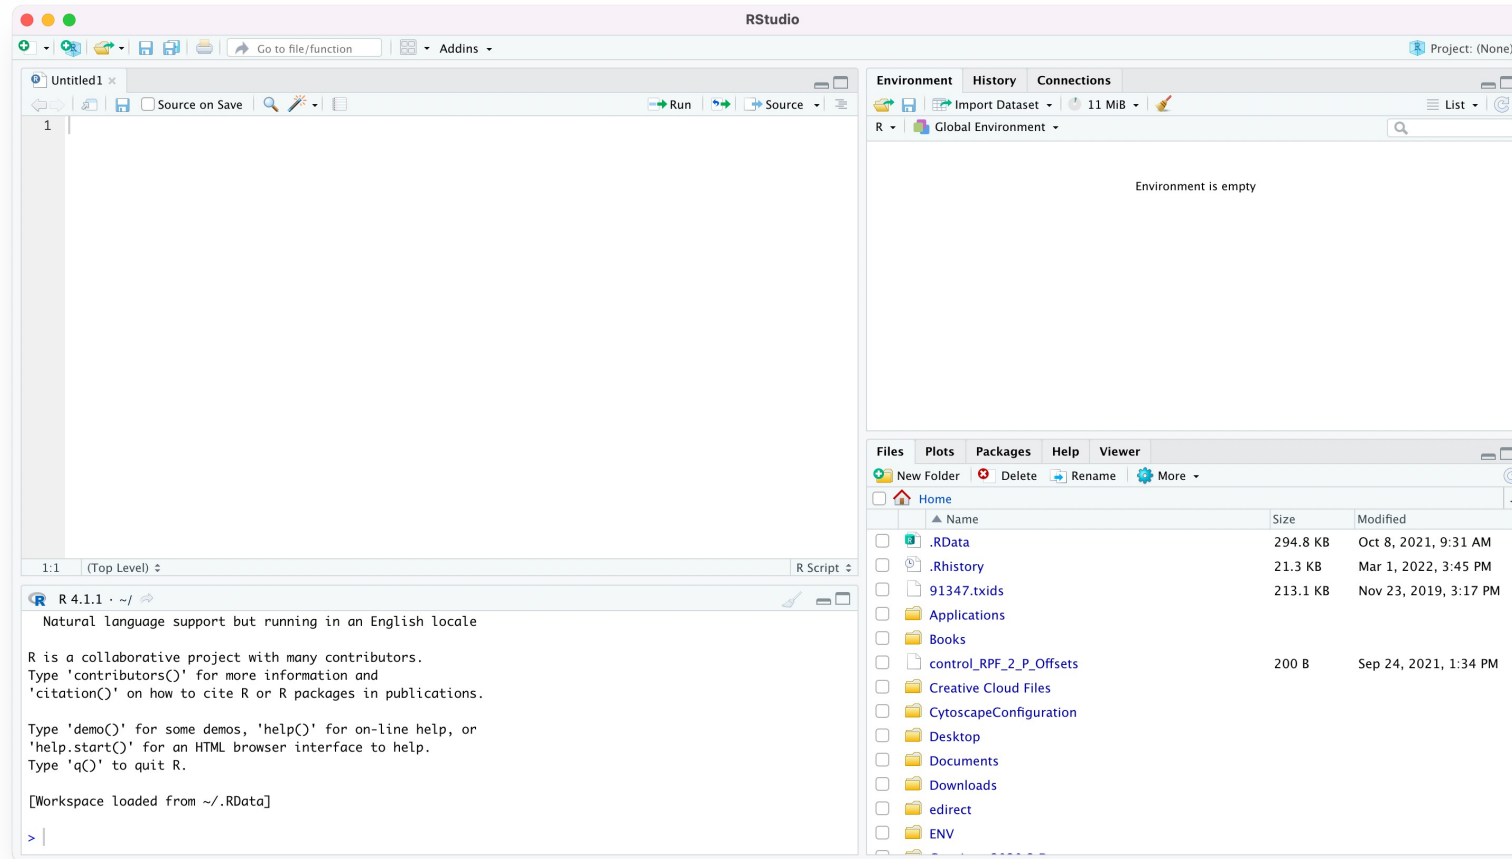 RStudio
Go to file/function
Addins
Project: (None)
Untitled1
Source on Save
Run
Source
1
1:1
(Top Level)
R Script
R 4.1.1 · ~/
Natural language support but running in an English locale
R is a collaborative project with many contributors.
Type 'contributors()' for more information and
'citation()' on how to cite R or R packages in publications.
Type 'demo()' for some demos, 'help()' for on-line help, or
'help.start()' for an HTML browser interface to help.
Type 'q()' to quit R.
[Workspace loaded from ~/.RData]
>
Environment History Connections
Import Dataset 11 MiB List
R Global Environment
Environment is empty
Files Plots Packages Help Viewer
New Folder Delete Rename More
Home
Name Size Modified
.RData 294.8 KB Oct 8, 2021, 9:31 AM
.Rhistory 21.3 KB Mar 1, 2022, 3:45 PM
91347.txids 213.1 KB Nov 23, 2019, 3:17 PM
Applications
Books
control_RPF_2_P_Offsets 200 B Sep 24, 2021, 1:34 PM
Creative Cloud Files
CytoscapeConfiguration
Desktop
Documents
Downloads
edirect
ENV